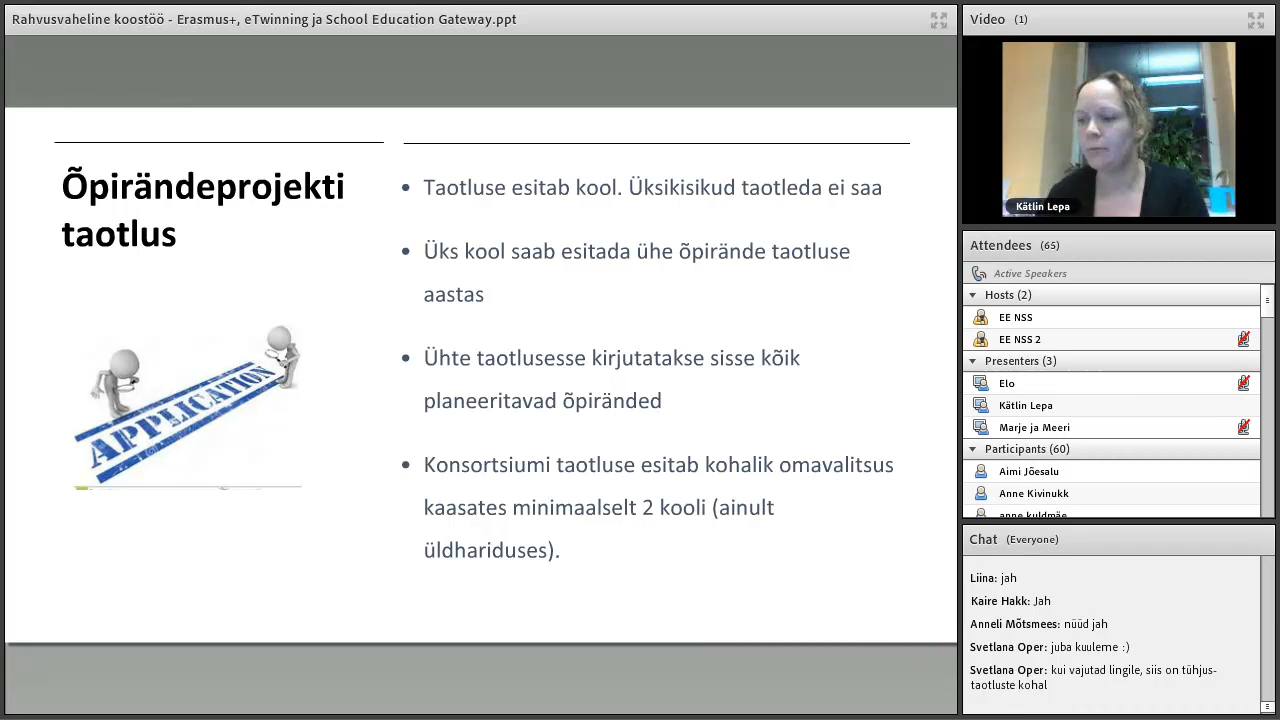 Rahvusvaheline koostöö - Erasmus+, eTwinning ja School Education Gateway.ppt
Õpirändeprojekti
taotlus
APPLICATION
• Taotluse esitab kool. Üksikisikud taotleda ei saa
• Üks kool saab esitada ühe õpirände taotluse
aastas
• Ühte taotlusesse kirjutatakse sisse kõik
planeeritavad õpiränded
• Konsortsiumi taotluse esitab kohalik omavalitsus
kaasates minimaalselt 2 kooli (ainult
üldhariduses).
Video (1)
Kätlin Lepa
Attendees (65)
Active Speakers
Hosts (2)
EE NSS
EE NSS 2
Presenters (3)
Elo
Kätlin Lepa
Marje ja Meeri
Participants (60)
Aimi Jõesalu
Anne Kivinukk
anne kuldmäe
Chat (Everyone)
Liina: jah
Kaire Hakk: Jah
Anneli Mõtsmees: nüüd jah
Svetlana Oper: juba kuuleme :)
Svetlana Oper: kui vajutad lingile, siis on tühjus-
taotluste kohal